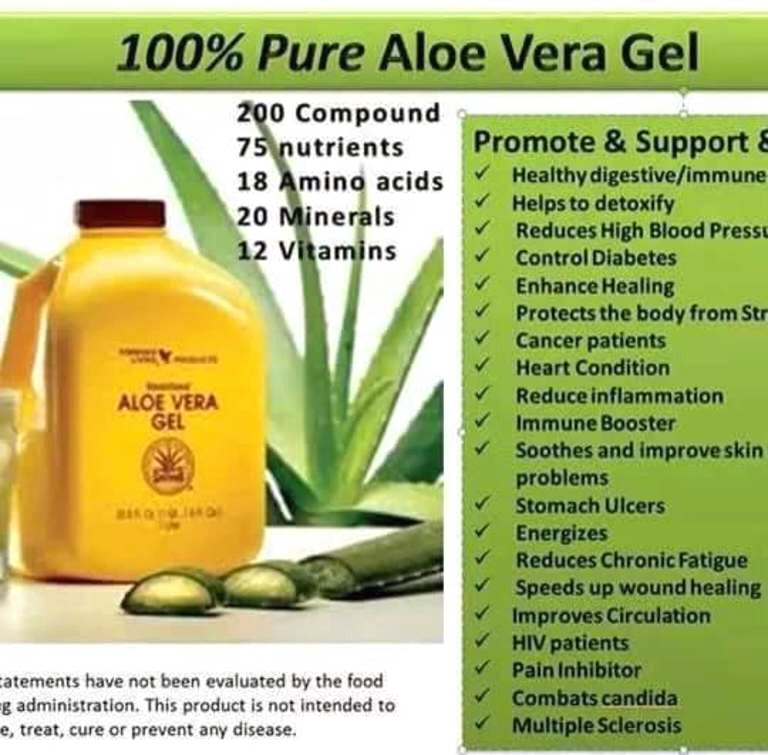 100% Pure Aloe Vera Gel
200 Compound
75 nutrients
18 Amino acids
20 Minerals
12 Vitamins
ALOE VERA
GEL
Promote & Support &
✓ Healthy digestive/immune
✓ Helps to detoxify
✓ Reduces High Blood Pressu
✓ Control Diabetes
✓ Enhance Healing
✓ Protects the body from Str
✓ Cancer patients
✓ Heart Condition
✓ Reduce inflammation
✓ Immune Booster
✓ Soothes and improve skin
problems
✓ Stomach Ulcers
✓ Energizes
✓ Reduces Chronic Fatigue
✓ Speeds up wound healing
✓ Improves Circulation
✓ HIV patients
✓ Pain Inhibitor
✓ Combats candida
✓ Multiple Sclerosis
tatements have not been evaluated by the food
g administration. This product is not intended to
e, treat, cure or prevent any disease.